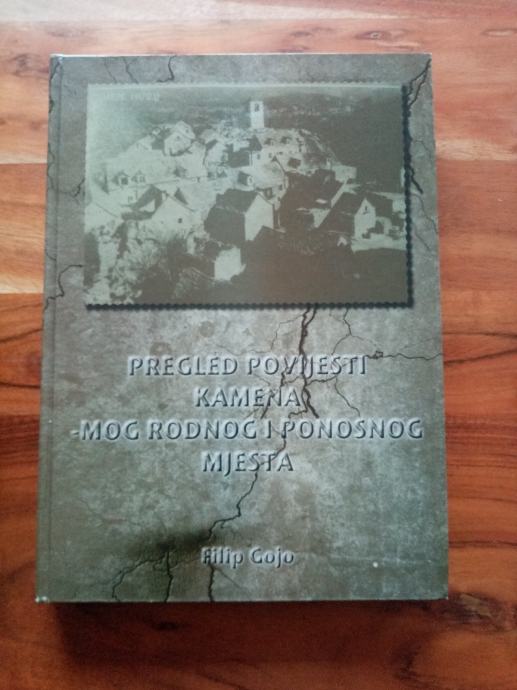 PREGLED POVIJESTI
KAMENA
-MOG RODNOG I PONOSNOG
MJESTA
Filip Gojo